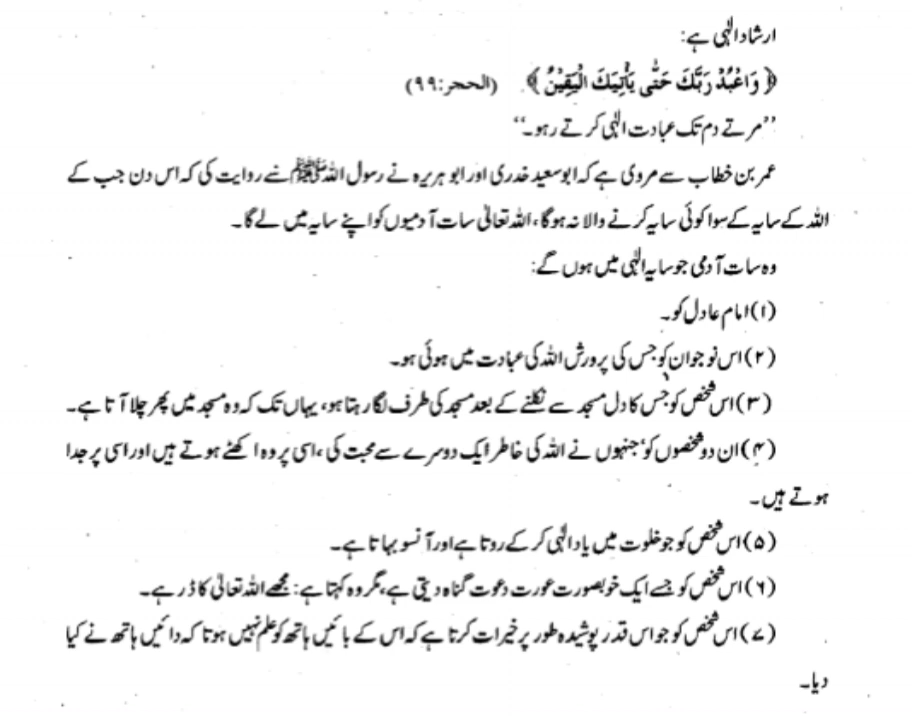 ارشاد الٰہی ہے:
﴿ وَاعْبُدْ رَبَّكَ حَتّٰى يَأْتِيَكَ الْيَقِيْنُ ﴾ (الحجر:۹۹)
’’مرتے دم تک عبادت الٰہی کرتے رہو۔‘‘
عمر بن خطاب سے مروی ہے کہ ابوسعید خدری اور ابو ہریرہ نے رسول اللہ ﷺ سے روایت کی کہ اس دن جب کے
اللہ کے سایہ کے سوا کوئی سایہ کرنے والا نہ ہوگا، اللہ تعالٰی سات آدمیوں کو اپنے سایہ میں لے گا۔
وہ سات آدمی جو سایہ الٰہی میں ہوں گے:
(۱) امام عادل کو۔
(۲) اس نوجوان کو جس کی پرورش اللہ کی عبادت میں ہوئی ہو۔
(۳) اس شخص کو جس کا دل مسجد سے نکلنے کے بعد مسجد کی طرف لگا رہتا ہو، یہاں تک کہ وہ مسجد میں پھر چلا آتا ہے۔
(۴) ان دو شخصوں کو‘ جنہوں نے اللہ کی خاطر ایک دوسرے سے محبت کی، اسی پر وہ اکھٹے ہوتے ہیں اور اسی پر جدا
ہوتے ہیں۔
(۵) اس شخص کو جو خلوت میں یاد الٰہی کر کے روتا ہے اور آنسو بہاتا ہے۔
(۶) اس شخص کو جسے ایک خوبصورت عورت دعوت گناہ دیتی ہے، مگر وہ کہتا ہے: مجھے اللہ تعالٰی کا ڈر ہے۔
(۷) اس شخص کو جو اس قدر پوشیدہ طور پر خیرات کرتا ہے کہ اس کے بائیں ہاتھ کو علم نہیں ہوتا کہ دائیں ہاتھ نے کیا
دیا۔